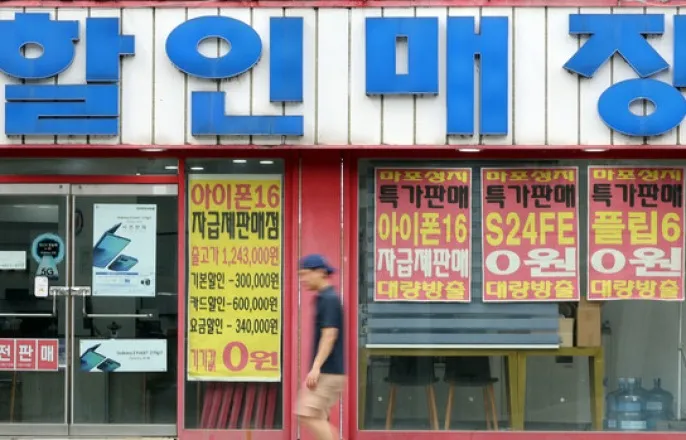 할인매장
아이폰16
자급제판매점
출고가 1,243,000원
기본할인 -300,000원
카드할인 -600,000원
요금할인 - 340,000원
기기값 0원
마포성지
특가판매
아이폰16
자급제판매
대량방출
마포성지
특가판매
S24FE
0원
대량방출
마포성지
특가판매
플립6
0원
대량방출
전판매
5G